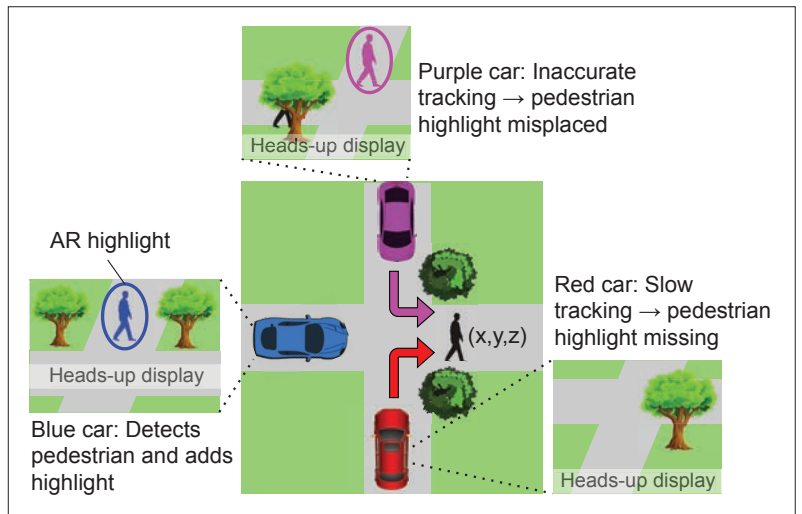 Purple car: Inaccurate
tracking → pedestrian
highlight misplaced
Heads-up display
AR highlight
Heads-up display
Blue car: Detects
pedestrian and adds
highlight
(x,y,z)
Red car: Slow
tracking → pedestrian
highlight missing
Heads-up display